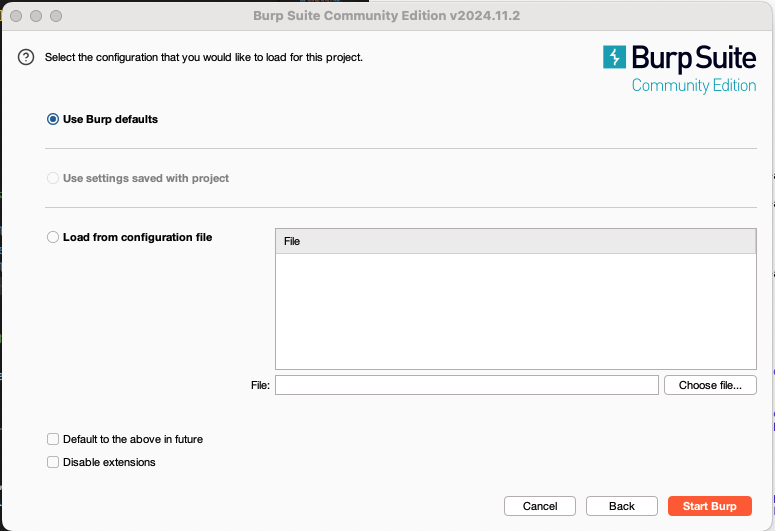 Burp Suite Community Edition v2024.11.2
Select the configuration that you would like to load for this project.
Burp Suite
Community Edition
Use Burp defaults
Use settings saved with project
Load from configuration file
File
File:
Choose file...
Default to the above in future
Disable extensions
Cancel
Back
Start Burp